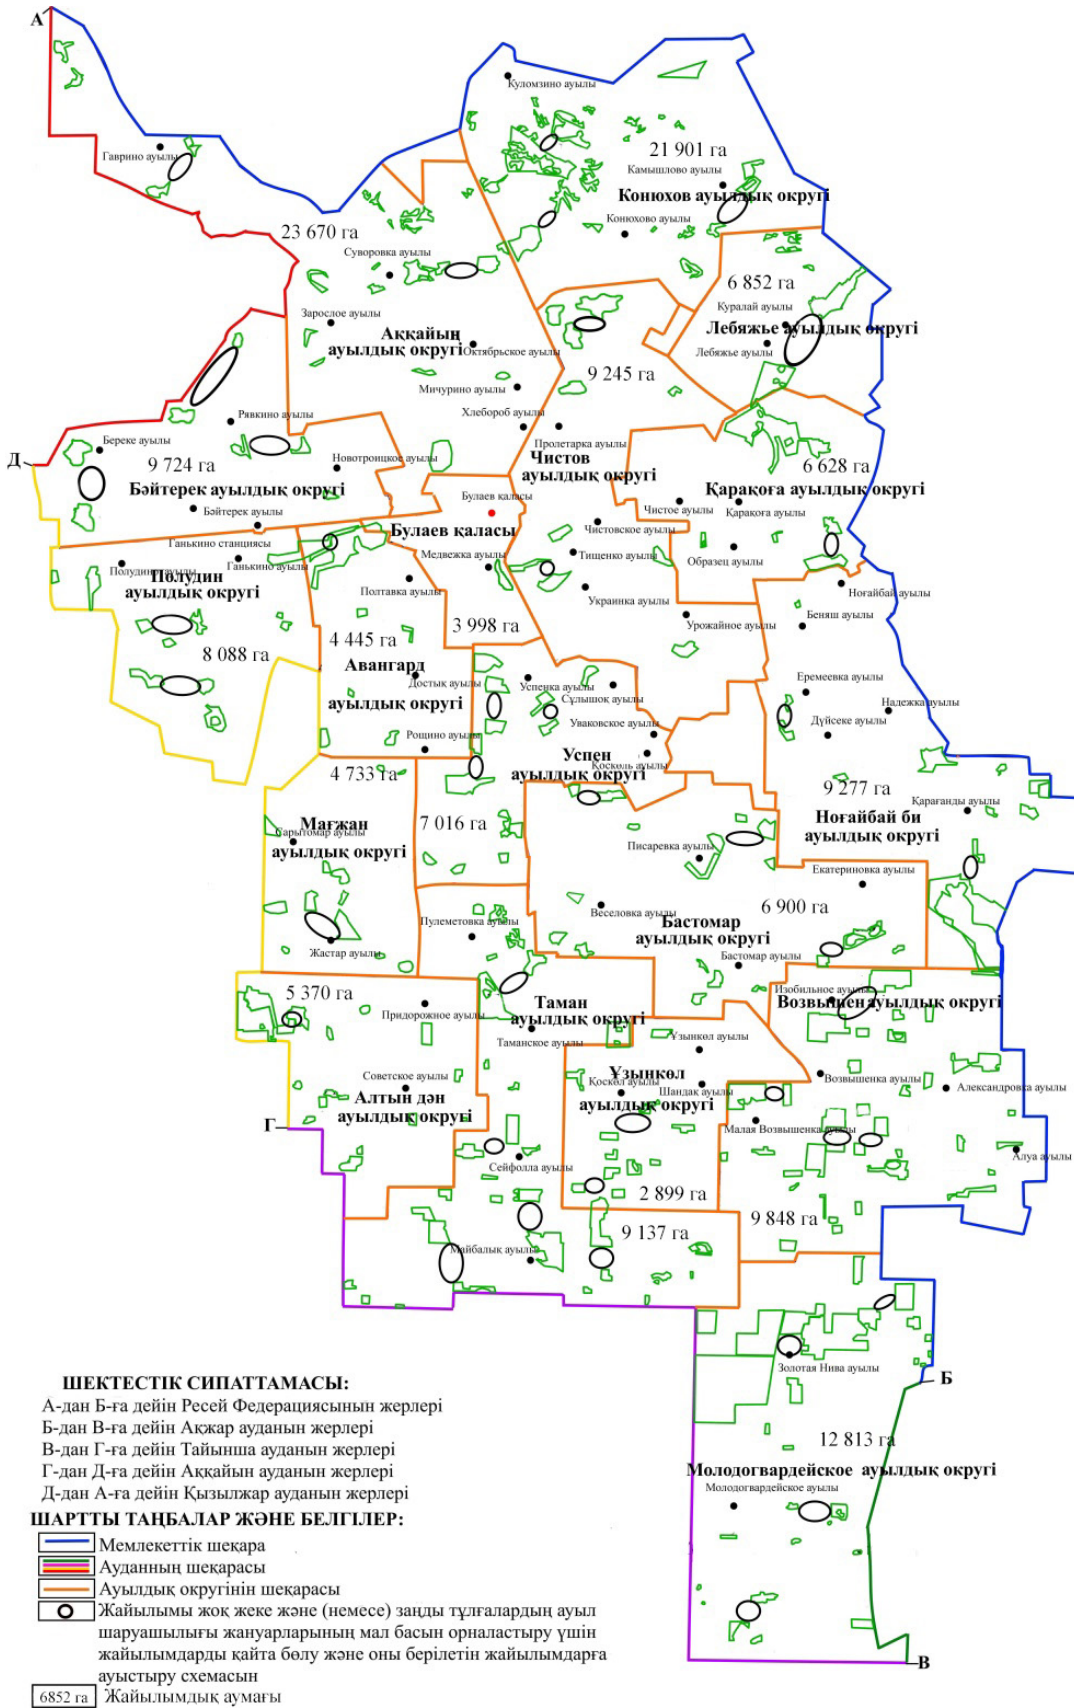 А
Куломзино ауылы
Гаврино ауылы
21 901 га
Камышлово ауылы
Конюхов ауылдық округі
Конюхово ауылы
23 670 га
Суворовка ауылы
6 852 га
Куралай ауылы
Лебяжье ауылдық округі
Лебяжье ауылы
Зарослое ауылы
Аққайың
ауылдық округі
Октябрьское ауылы
9 245 га
Мичурино ауылы
Хлебороб ауылы
Пролетарка ауылы
Рявкино ауылы
Береке ауылы
Д
9 724 га
Новотроицкое ауылы
Бәйтерек ауылдық округі
Бәйтерек ауылы
Чистов
ауылдық округі
6 628 га
Қарақоға ауылдық округі
Чистое ауылы
Қарақоға ауылы
Булаев қаласы
Булаев қаласы
Чистовское ауылы
Ганькино станциясы
Ганькино ауылы
Медвежка ауылы
Тищенко ауылы
Образец ауылы
Полудин
ауылдық округі
Полтавка ауылы
Украинка ауылы
Ноғайбай ауылы
Беняш ауылы
Урожайное ауылы
3 998 га
4 445 га
8 088 га
Авангард
ауылдық округі
Достық ауылы
Успенка ауылы
Сұлышоқ ауылы
Еремеевка ауылы
Надежка ауылы
Дүйсеке ауылы
Уваковское ауылы
Рощино ауылы
Успен
ауылдық округі
Қоскөль ауылы
4 733 га
9 277 га
Қарағанды ауылы
Ноғайбай би
ауылдық округі
7 016 га
Мағжан
ауылдық округі
Сарытомар ауылы
Писаревка ауылы
Екатериновка ауылы
Веселовка ауылы
6 900 га
Пулеметовка ауылы
Бастомар
ауылдық округі
Бастомар ауылы
Жастар ауылы
5 370 га
Придорожное ауылы
Таман
ауылдық округі
Таманское ауылы
Изобильное ауылы
Возвышен ауылдық округі
Ұзынкөл ауылы
Ұзынкөл
ауылдық округі
Қоскөл ауылы
Шандақ ауылы
Возвышенка ауылы
Александровка ауылы
Советское ауылы
Алтын дән
ауылдық округі
Г
Малая Возвышенка ауылы
Алуа ауылы
Сейфолла ауылы
2 899 га
9 848 га
9 137 га
Майбалық ауылы
Золотая Нива ауылы
Б
12 813 га
Молодогвардейское ауылдық округі
Молодогвардейское ауылы
В
ШЕКТЕСТІК СИПАТТАМАСЫ:
А-дан Б-ға дейін Ресей Федерациясынын жерлері
Б-дан В-ға дейін Ақжар ауданын жерлері
В-дан Г-ға дейін Тайынша ауданын жерлері
Г-дан Д-ға дейін Аққайын ауданын жерлері
Д-дан А-ға дейін Қызылжар ауданын жерлері
ШАРТТЫ ТАҢБАЛАР ЖӘНЕ БЕЛГІЛЕР:
Мемлекеттік шеқара
Ауданның шеқарасы
Ауылдық округінін шеқарасы
Жайылымы жоқ жеке және (немесе) заңды тұлғалардың ауыл
шаруашылығы жануарларының мал басын орналастыру үшін
жайылымдарды қайта бөлу және оны берілетін жайылымдарға
ауыстыру схемасын
6852 га Жайылымдық аумағы